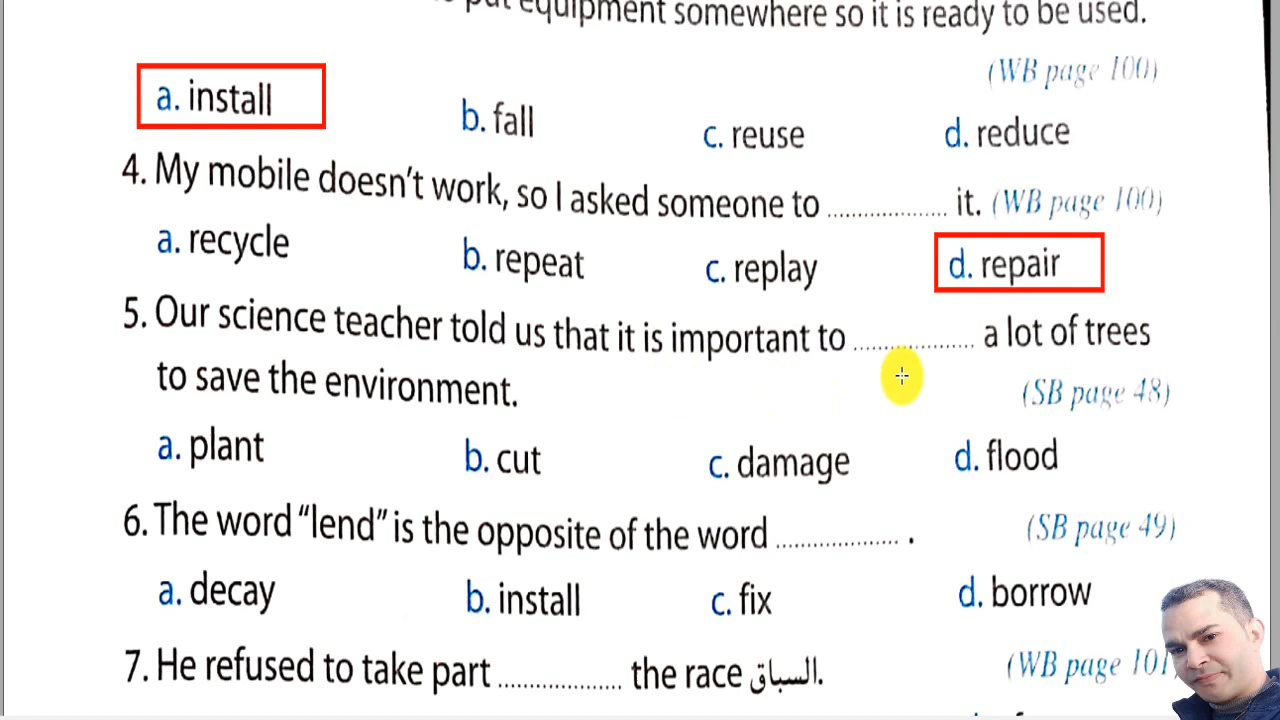 put equipment somewhere so it is ready to be used.
(WB page 100)
a. install b. fall c. reuse d. reduce
4. My mobile doesn't work, so I asked someone to .................... it. (WB page 100)
a. recycle b. repeat c. replay d. repair
5. Our science teacher told us that it is important to .................... a lot of trees
to save the environment. (SB page 48)
a. plant b. cut c. damage d. flood
6. The word “lend” is the opposite of the word .................... . (SB page 49)
a. decay b. install c. fix d. borrow
7. He refused to take part .................... the race السباق. (WB page 101